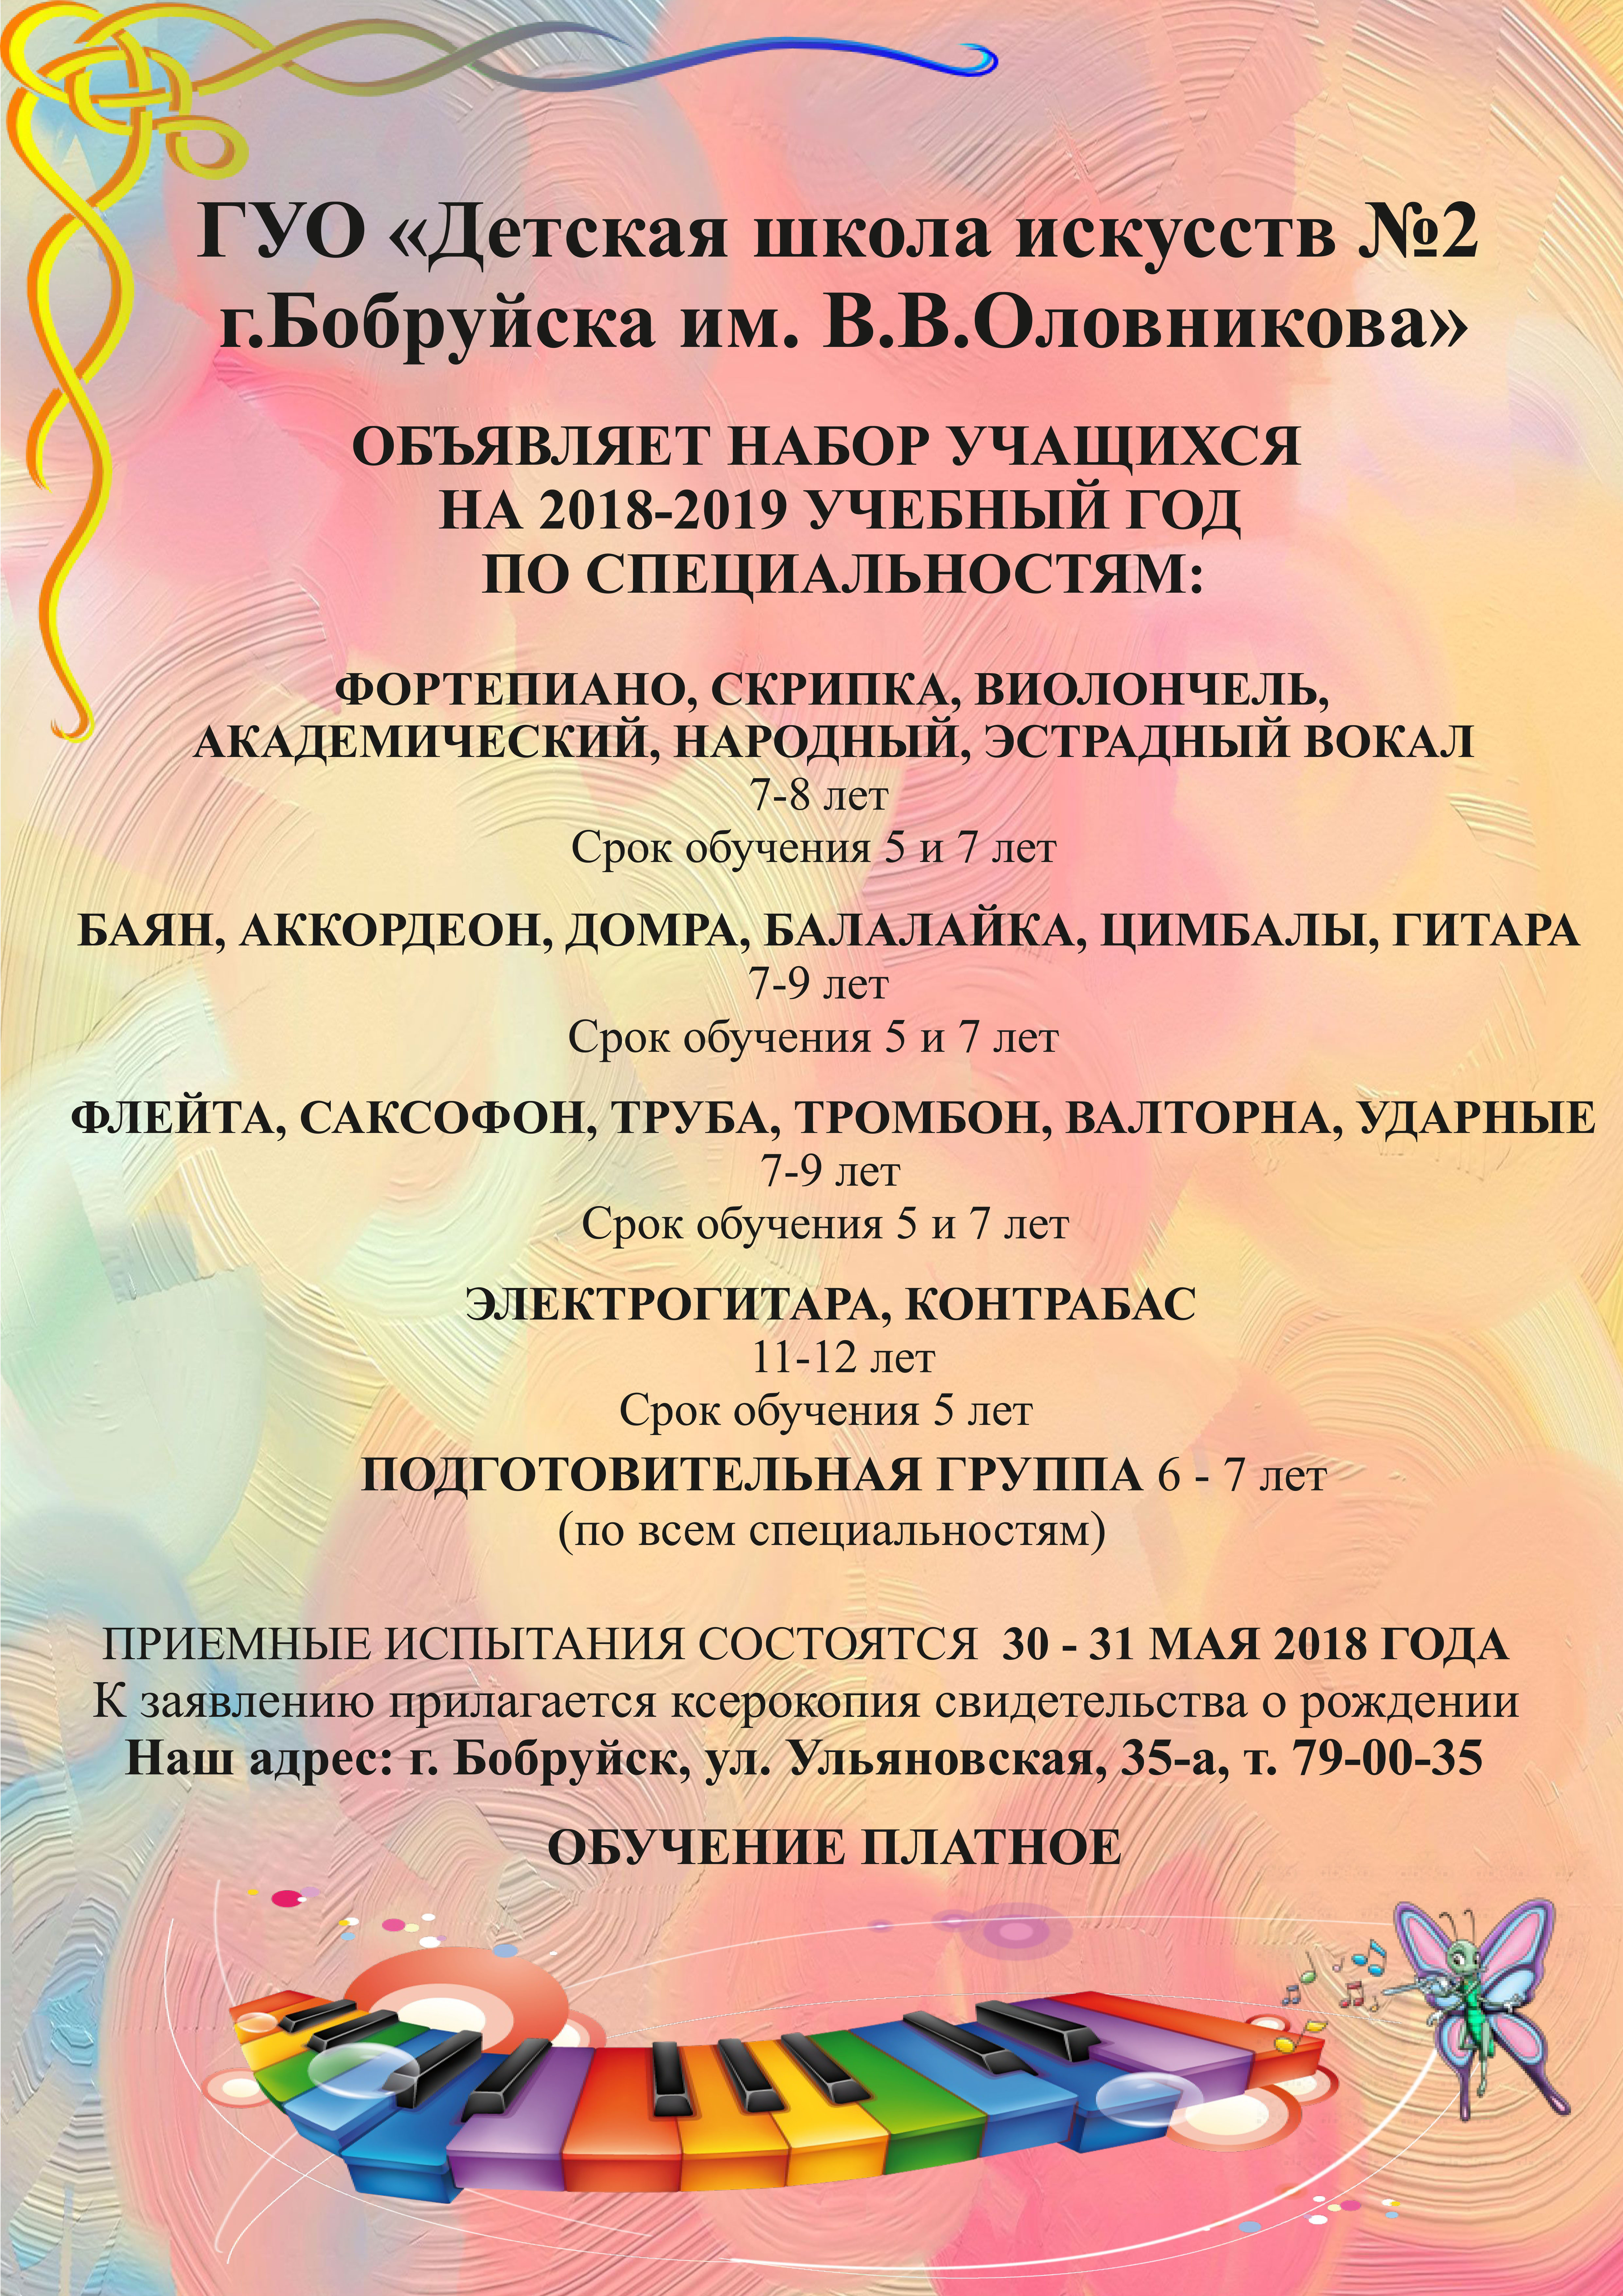 ГУО «Детская школа искусств №2
г.Бобруйска им. В.В.Оловникова»
ОБЪЯВЛЯЕТ НАБОР УЧАЩИХСЯ
НА 2018-2019 УЧЕБНЫЙ ГОД
ПО СПЕЦИАЛЬНОСТЯМ:
ФОРТЕПИАНО, СКРИПКА, ВИОЛОНЧЕЛЬ,
АКАДЕМИЧЕСКИЙ, НАРОДНЫЙ, ЭСТРАДНЫЙ ВОКАЛ
7-8 лет
Срок обучения 5 и 7 лет
БАЯН, АККОРДЕОН, ДОМРА, БАЛАЛАЙКА, ЦИМБАЛЫ, ГИТАРА
7-9 лет
Срок обучения 5 и 7 лет
ФЛЕЙТА, САКСОФОН, ТРУБА, ТРОМБОН, ВАЛТОРНА, УДАРНЫЕ
7-9 лет
Срок обучения 5 и 7 лет
ЭЛЕКТРОГИТАРА, КОНТРАБАС
11-12 лет
Срок обучения 5 лет
ПОДГОТОВИТЕЛЬНАЯ ГРУППА 6 - 7 лет
(по всем специальностям)
ПРИЕМНЫЕ ИСПЫТАНИЯ СОСТОЯТСЯ 30 - 31 МАЯ 2018 ГОДА
К заявлению прилагается ксерокопия свидетельства о рождении
Наш адрес: г. Бобруйск, ул. Ульяновская, 35-а, т. 79-00-35
ОБУЧЕНИЕ ПЛАТНОЕ